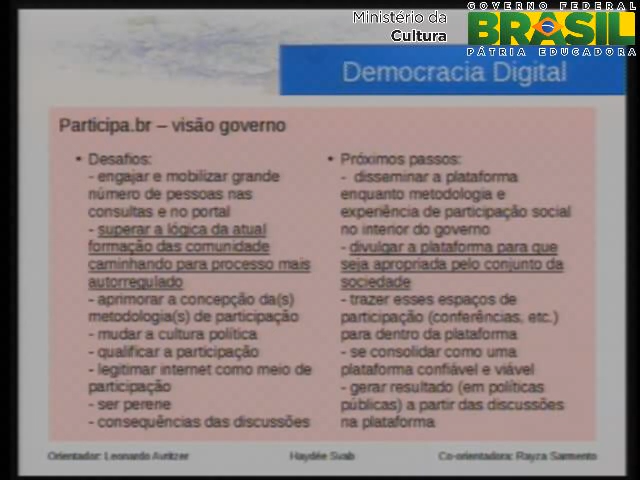 Ministério da
Cultura
GOVERNO FEDERAL
BRASIL
PÁTRIA EDUCADORA
Democracia Digital
Participa.br – visão governo
• Desafios:
- engajar e mobilizar grande
número de pessoas nas
consultas e no portal
- superar a lógica da atual
formação das comunidade
caminhando para processo mais
autorregulado
- aprimorar a concepção da(s)
metodologia(s) de participação
- mudar a cultura política
- qualificar a participação
- legitimar internet como meio de
participação
- ser perene
- consequências das discussões
• Próximos passos:
- disseminar a plataforma
enquanto metodologia e
experiência de participação social
no interior do governo
- divulgar a plataforma para que
seja apropriada pelo conjunto da
sociedade
- trazer esses espaços de
participação (conferências, etc.)
para dentro da plataforma
- se consolidar como uma
plataforma confiável e viável
- gerar resultado (em políticas
públicas) a partir das discussões
na plataforma
Orientador: Leonardo Avritzer
Haydée Svab
Co-orientadora: Rayza Sarmento